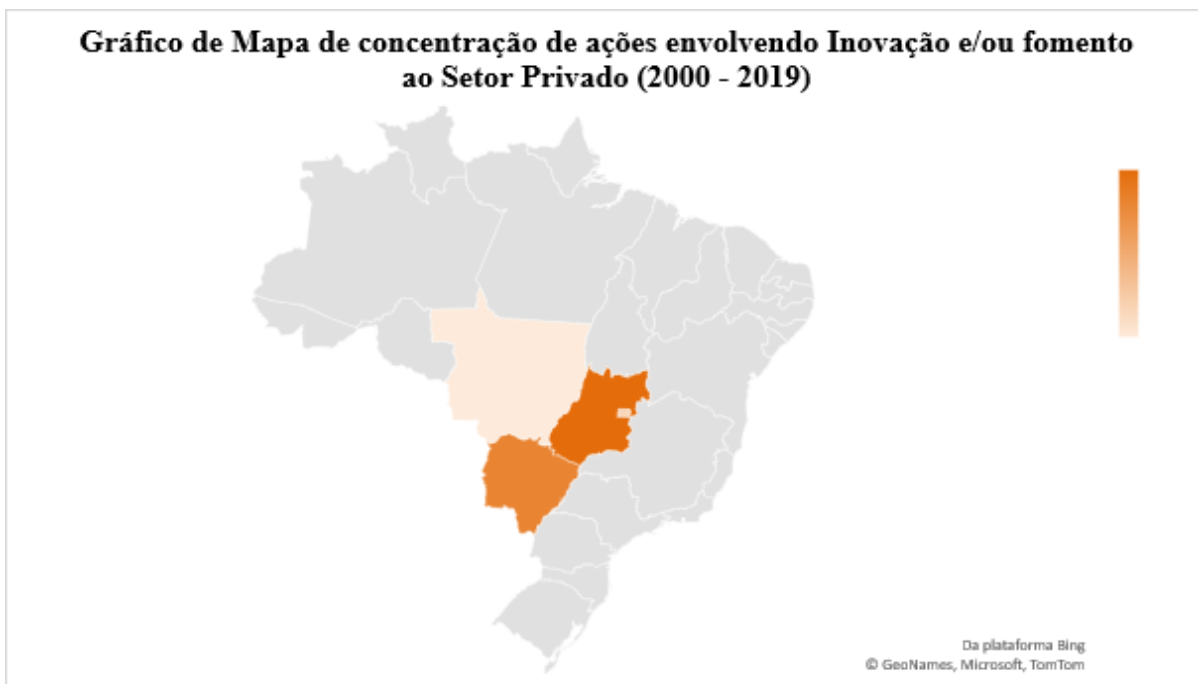 Gráfico de Mapa de concentração de ações envolvendo Inovação e/ou fomento
ao Setor Privado (2000 - 2019)
Da plataforma Bing
© GeoNames, Microsoft, TomTom